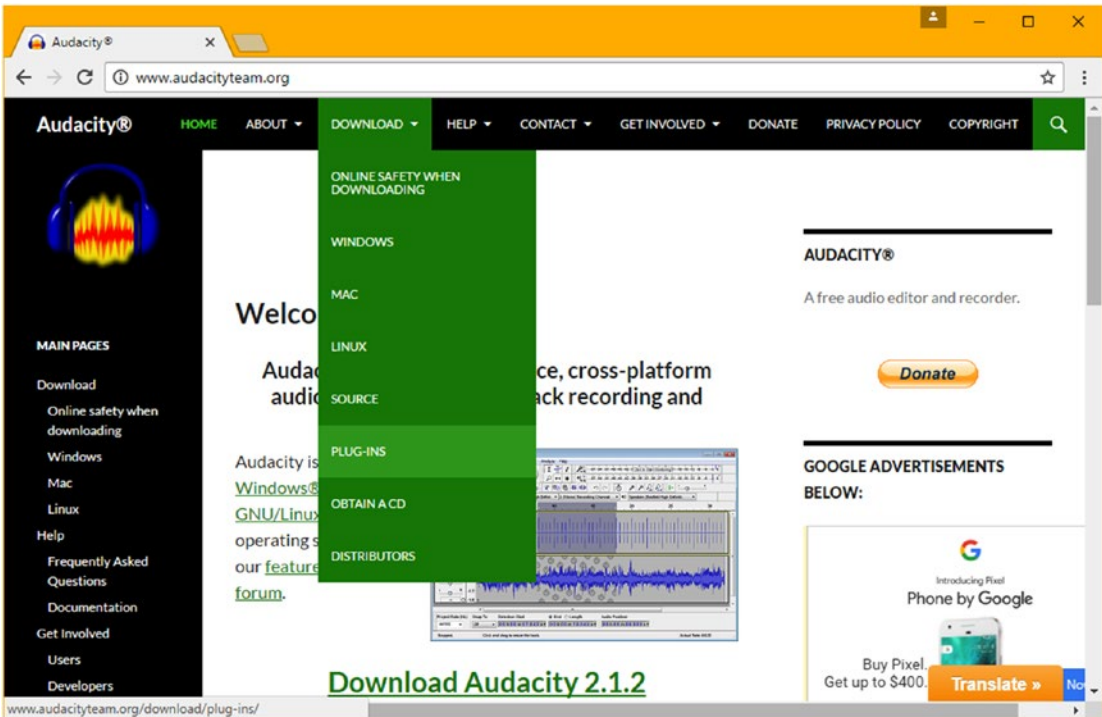 Audacity®
www.audacityteam.org
Audacity®
HOME ABOUT DOWNLOAD HELP CONTACT GET INVOLVED DONATE PRIVACY POLICY COPYRIGHT
ONLINE SAFETY WHEN
DOWNLOADING
WINDOWS
MAC
LINUX
SOURCE
PLUG-INS
OBTAIN A CD
DISTRIBUTORS
MAIN PAGES
Download
Online safety when
downloading
Windows
Mac
Linux
Help
Frequently Asked
Questions
Documentation
Get Involved
Users
Developers
Welco
Audac ce, cross-platform
audio ack recording and
Audacity is
Windows®
GNU/Linux
operating s
our feature
forum.
Download Audacity 2.1.2
AUDACITY®
A free audio editor and recorder.
Donate
GOOGLE ADVERTISEMENTS
BELOW:
G
Introducing Pixel
Phone by Google
Buy Pixel.
Get up to $400.
Translate »
No
www.audacityteam.org/download/plug-ins/